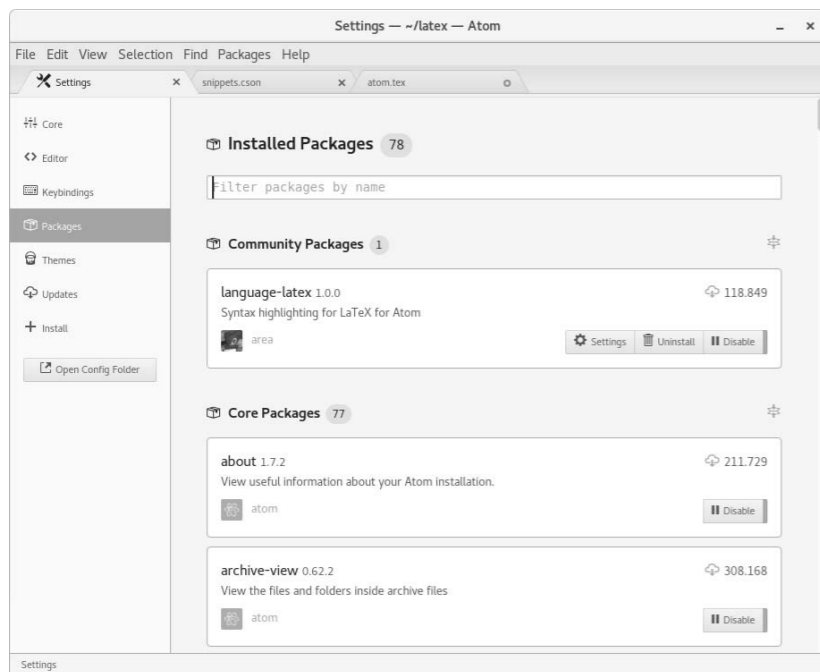 Settings — ~/latex — Atom
File Edit View Selection Find Packages Help
Settings snippets.cson atom.tex
Core
Editor
Keybindings
Packages
Themes
Updates
Install
Open Config Folder
Installed Packages 78
Filter packages by name
Community Packages 1
language-latex 1.0.0 118.849
Syntax highlighting for LaTeX for Atom
area Settings Uninstall Disable
Core Packages 77
about 1.7.2 211.729
View useful information about your Atom installation.
atom Disable
archive-view 0.62.2 308.168
View the files and folders inside archive files
atom Disable
Settings